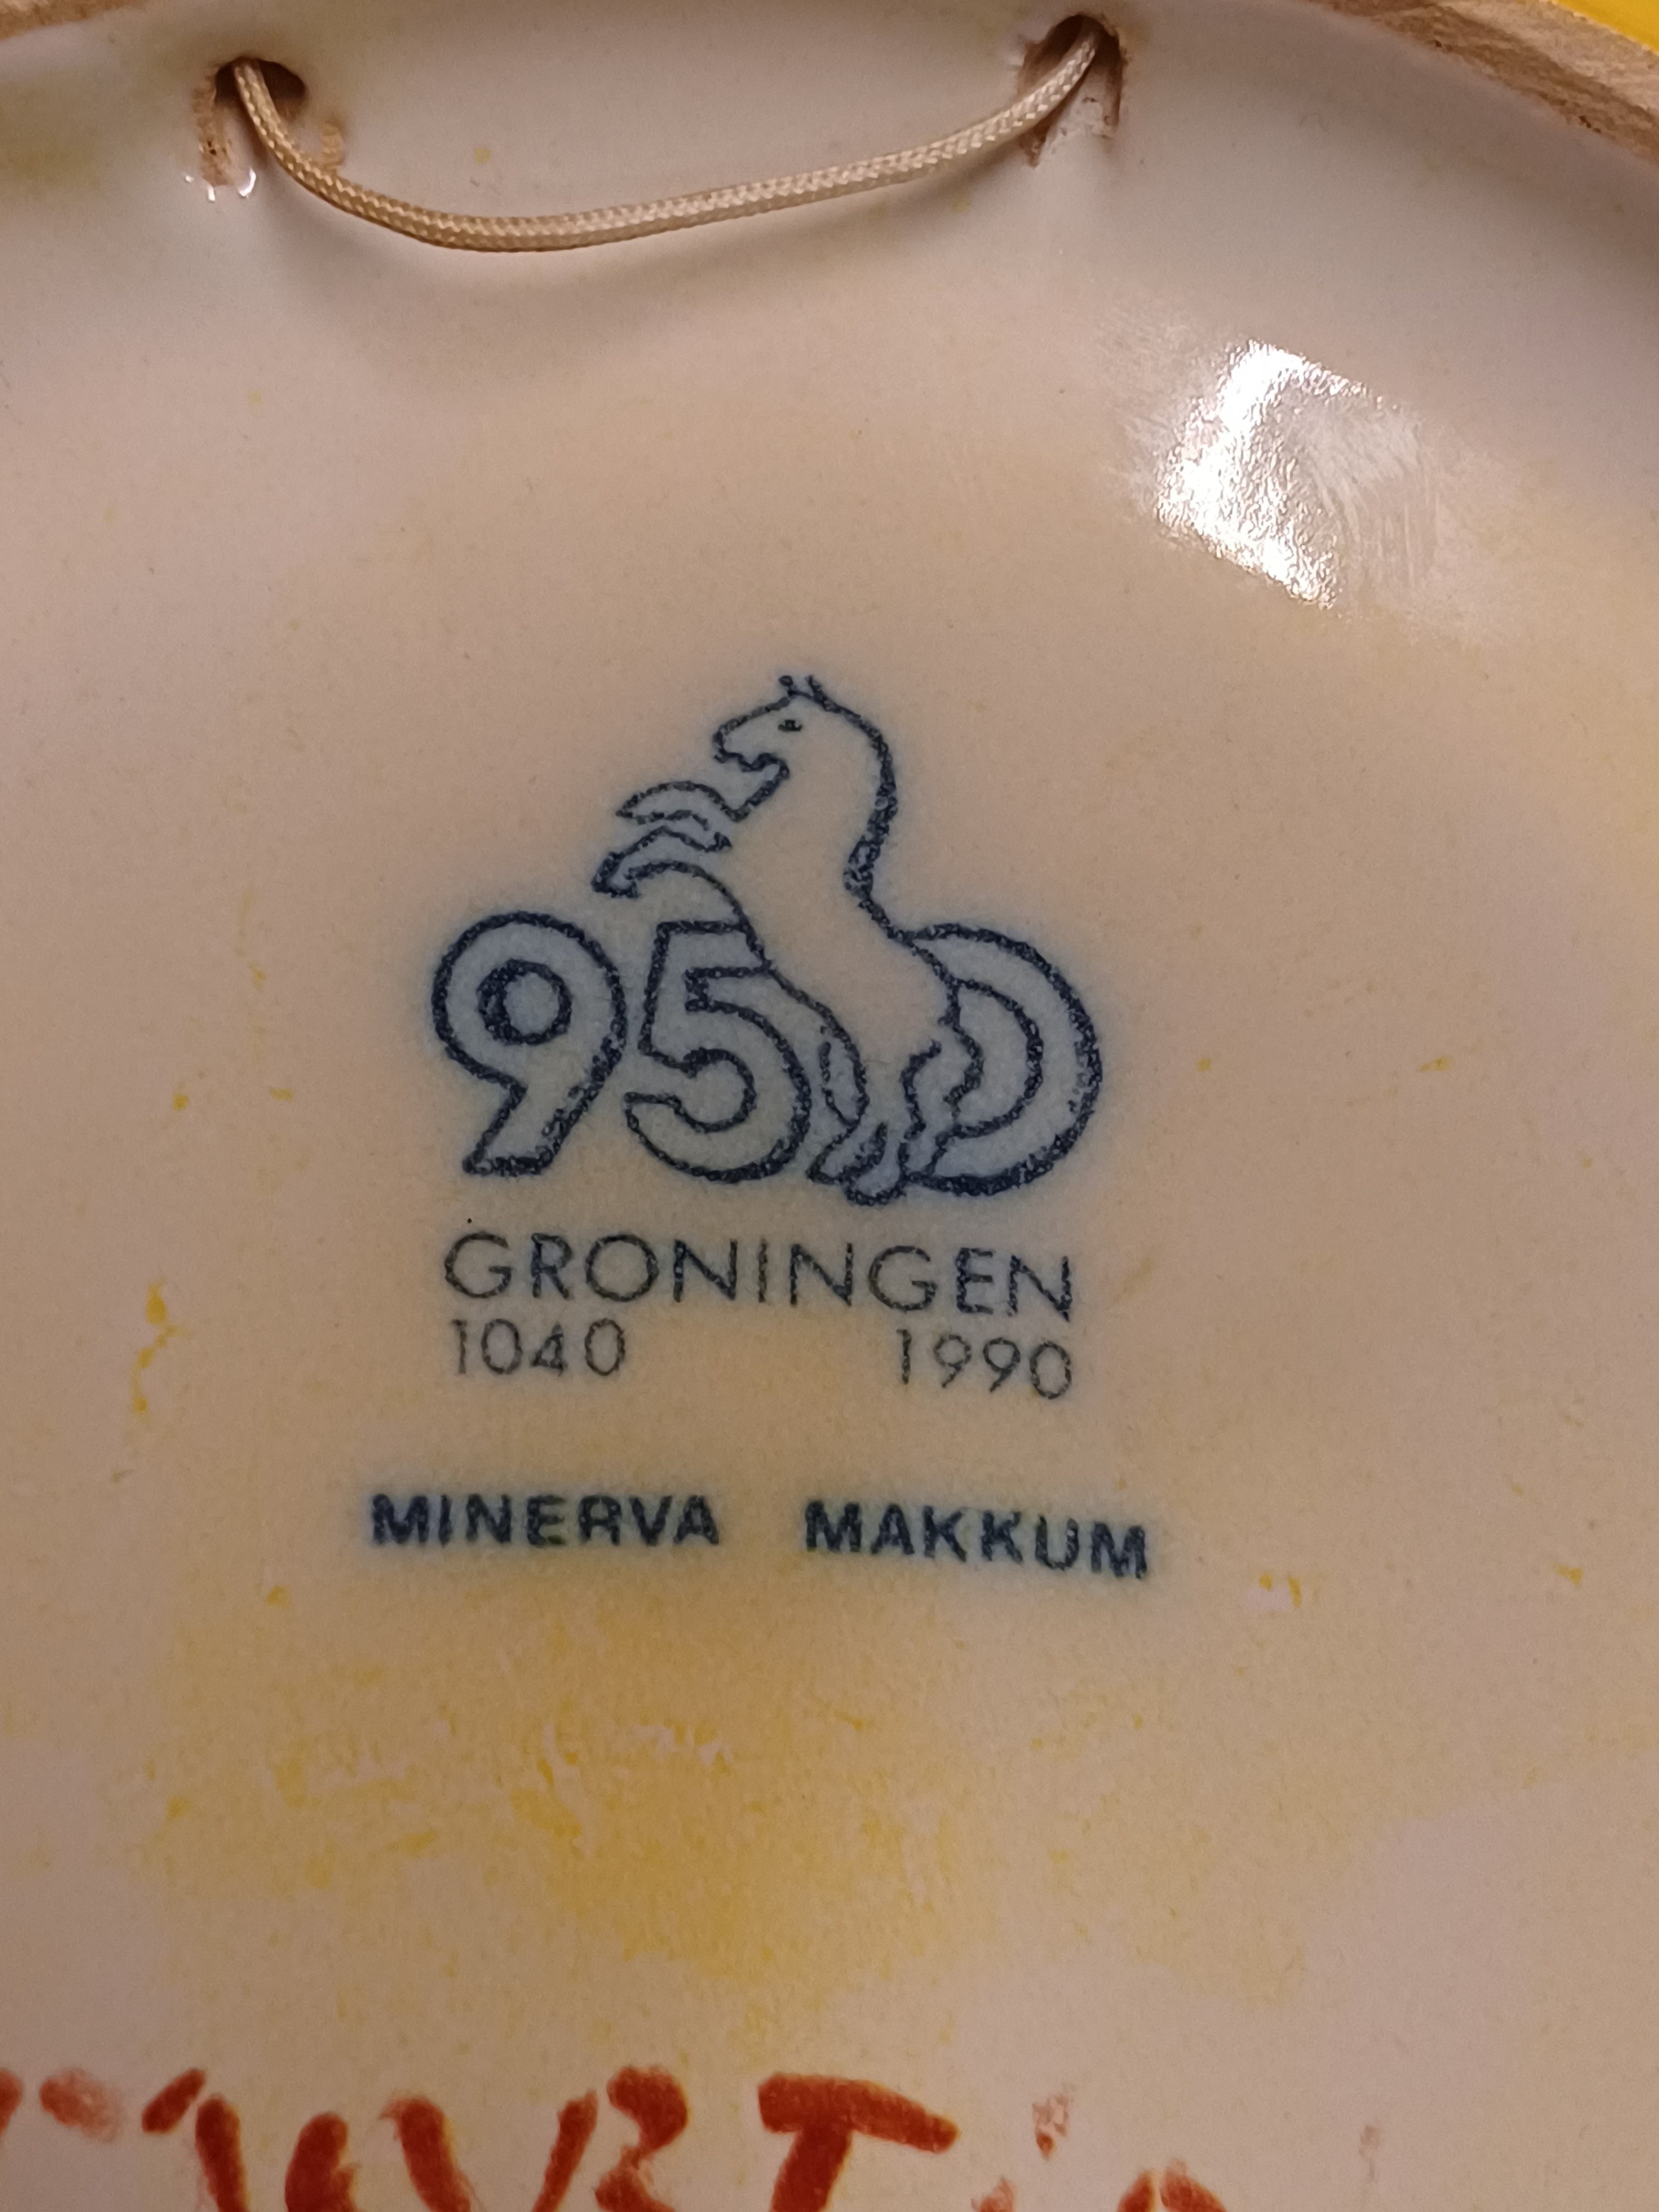 950
GRONINGEN
1040 1990
MINERVA MAKKUM